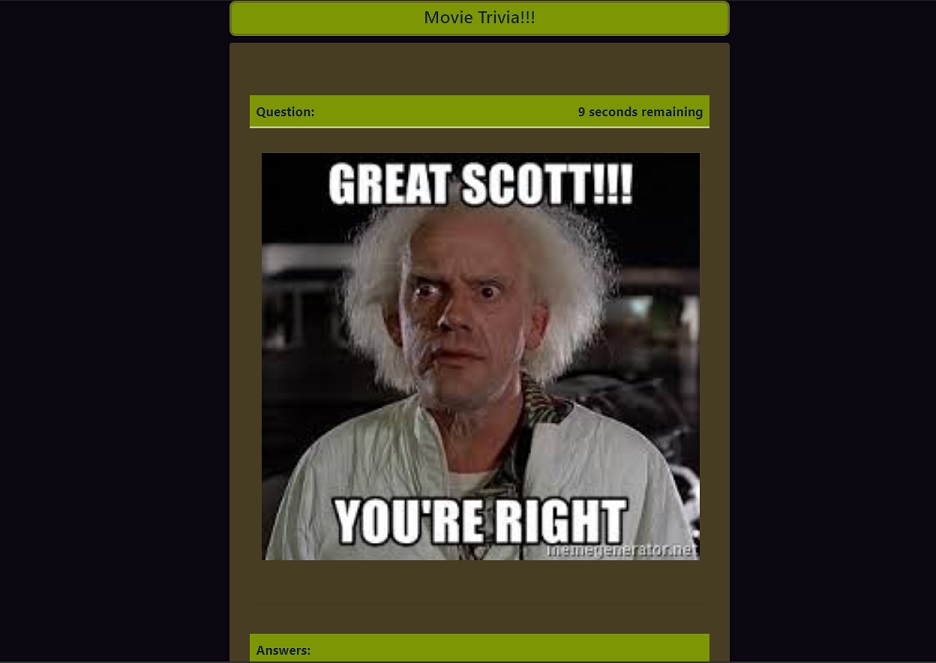 Movie Trivia!!!
Question:
9 seconds remaining
GREAT SCOTT!!!
YOU'RE RIGHT
memegenerator.net
Answers: